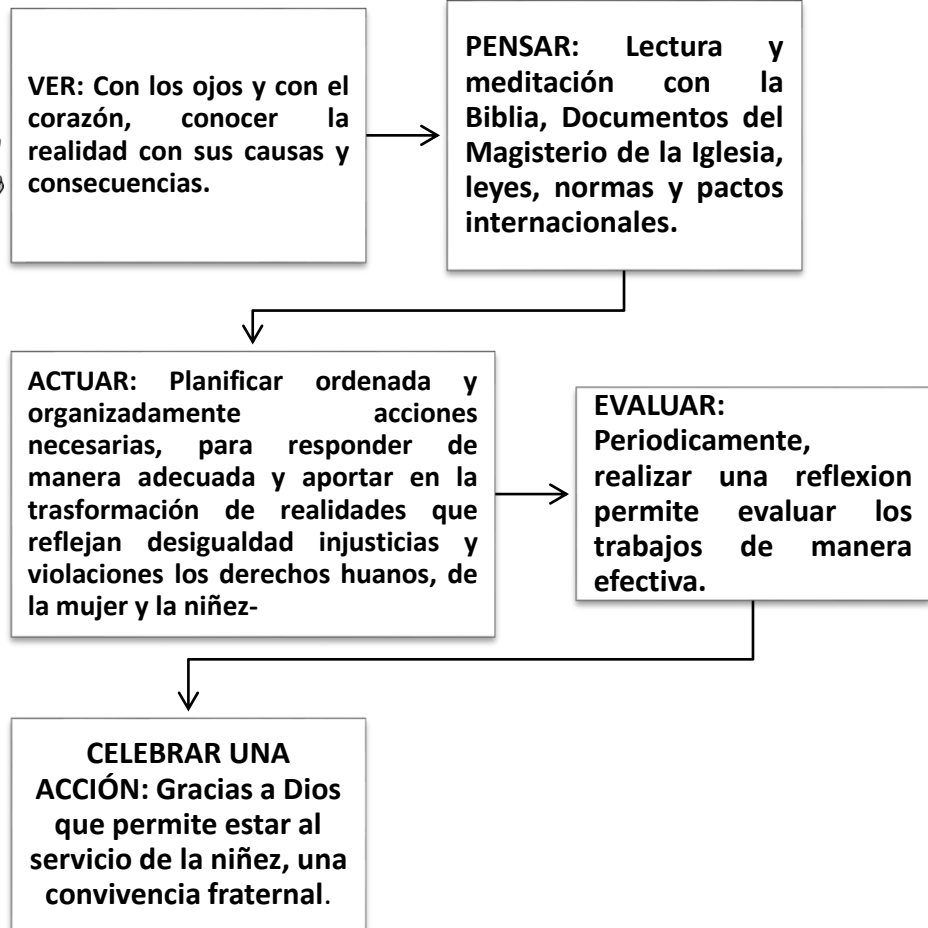 VER: Con los ojos y con el
corazón, conocer la
realidad con sus causas y
consecuencias.
PENSAR: Lectura y
meditación con la
Biblia, Documentos del
Magisterio de la Iglesia,
leyes, normas y pactos
internacionales.
ACTUAR: Planificar ordenada y
organizadamente acciones
necesarias, para responder de
manera adecuada y aportar en la
trasformación de realidades que
reflejan desigualdad injusticias y
violaciones los derechos huanos, de
la mujer y la niñez-
EVALUAR:
Periodicamente,
realizar una reflexion
permite evaluar los
trabajos de manera
efectiva.
CELEBRAR UNA
ACCIÓN: Gracias a Dios
que permite estar al
servicio de la niñez, una
convivencia fraternal.